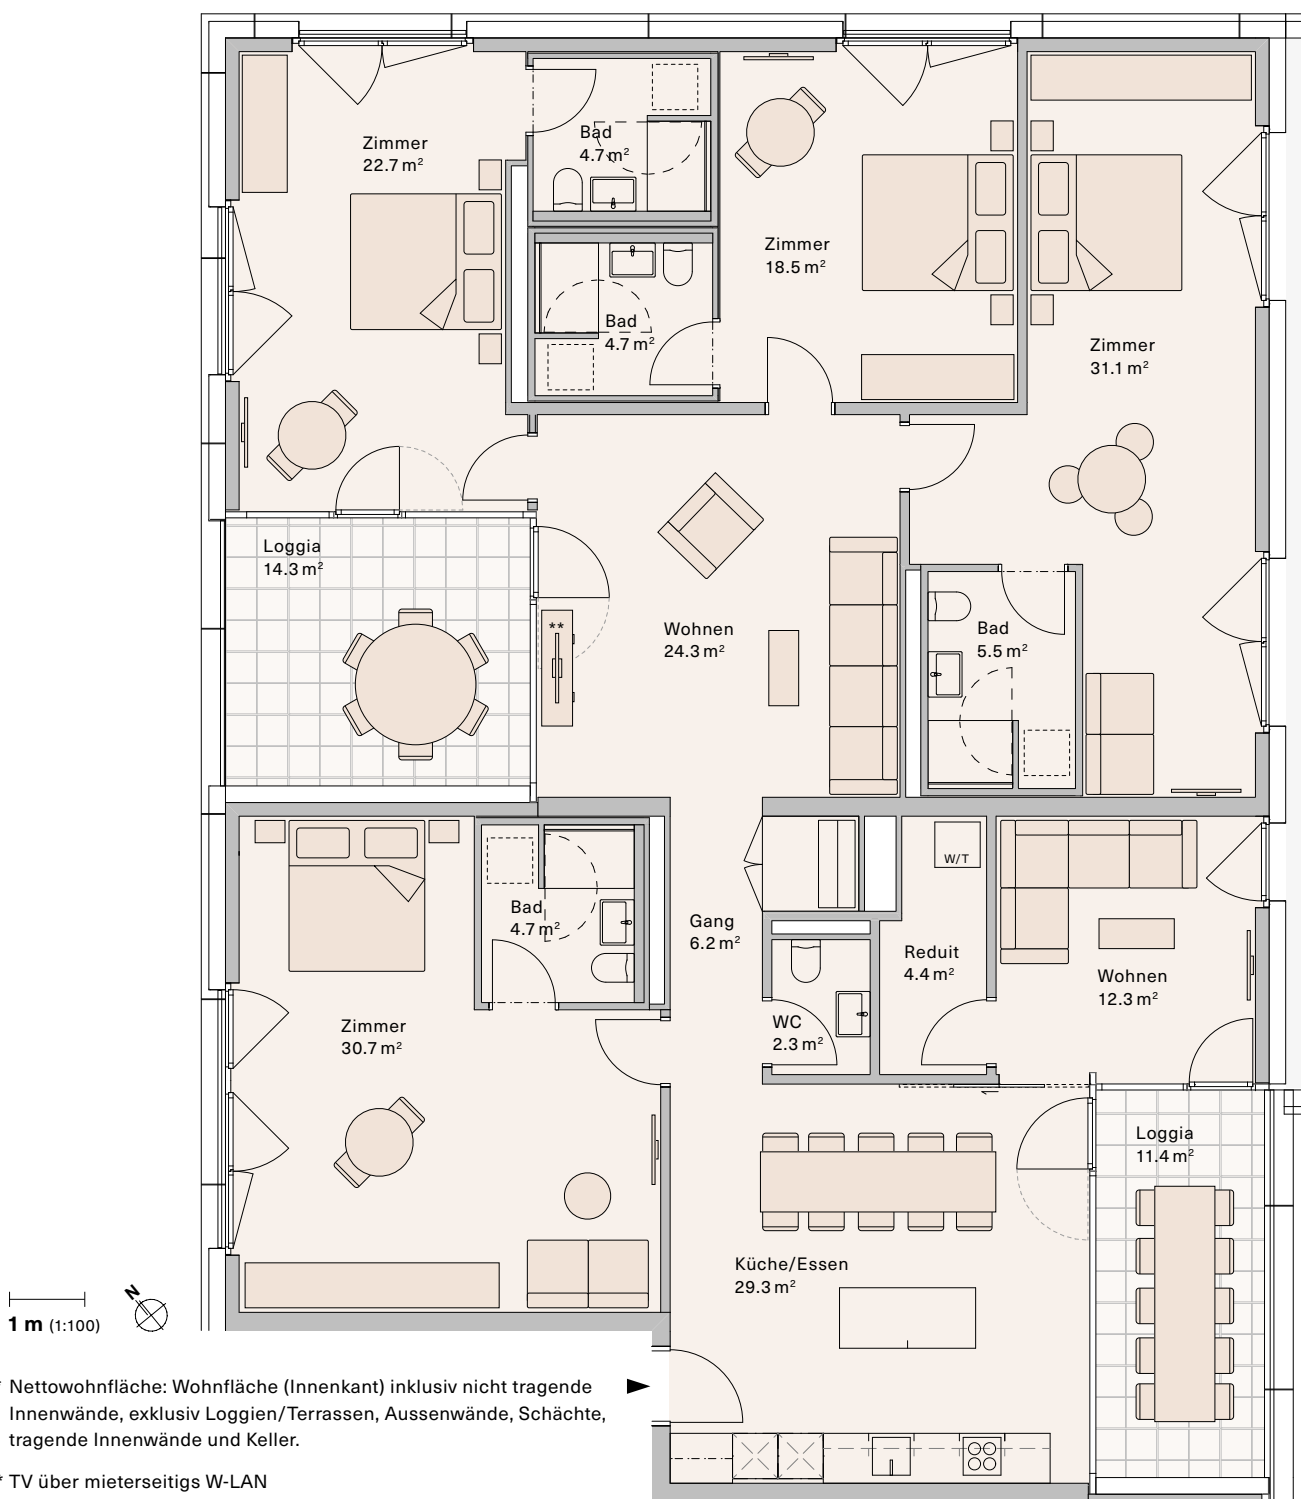 Zimmer
22.7 m²
Bad
4.7 m²
Zimmer
18.5 m²
Bad
4.7 m²
Zimmer
31.1 m²
Loggia
14.3 m²
**
Wohnen
24.3 m²
Bad
5.5 m²
W/T
Bad
4.7 m²
Gang
6.2 m²
Reduit
4.4 m²
Wohnen
12.3 m²
Zimmer
30.7 m²
WC
2.3 m²
Loggia
11.4 m²
Küche/Essen
29.3 m²
N
1 m (1:100)
* Nettowohnfläche: Wohnfläche (Innenkant) inklusiv nicht tragende
Innenwände, exklusiv Loggien/Terrassen, Aussenwände, Schächte,
tragende Innenwände und Keller.
* TV über mieterseitigs W-LAN